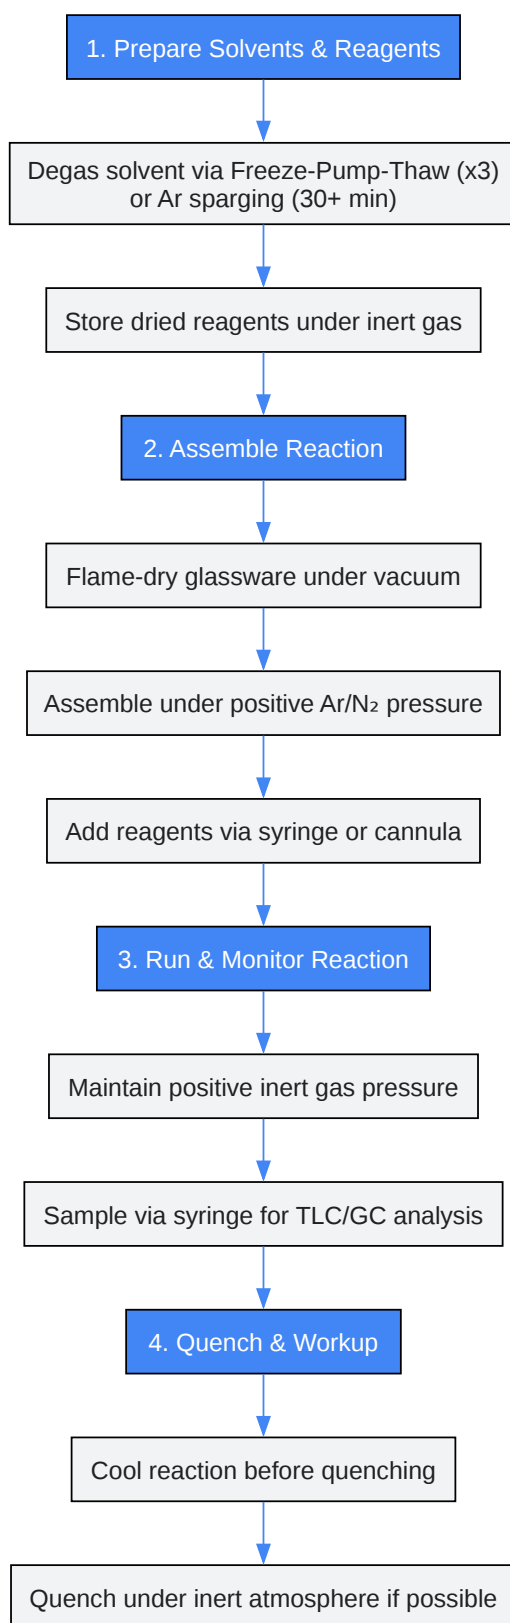 1. Prepare Solvents & Reagents
Degas solvent via Freeze-Pump-Thaw (x3)
or Ar sparging (30+ min)
Store dried reagents under inert gas
2. Assemble Reaction
Flame-dry glassware under vacuum
Assemble under positive Ar/N₂ pressure
Add reagents via syringe or cannula
3. Run & Monitor Reaction
Maintain positive inert gas pressure
Sample via syringe for TLC/GC analysis
4. Quench & Workup
Cool reaction before quenching
Quench under inert atmosphere if possible